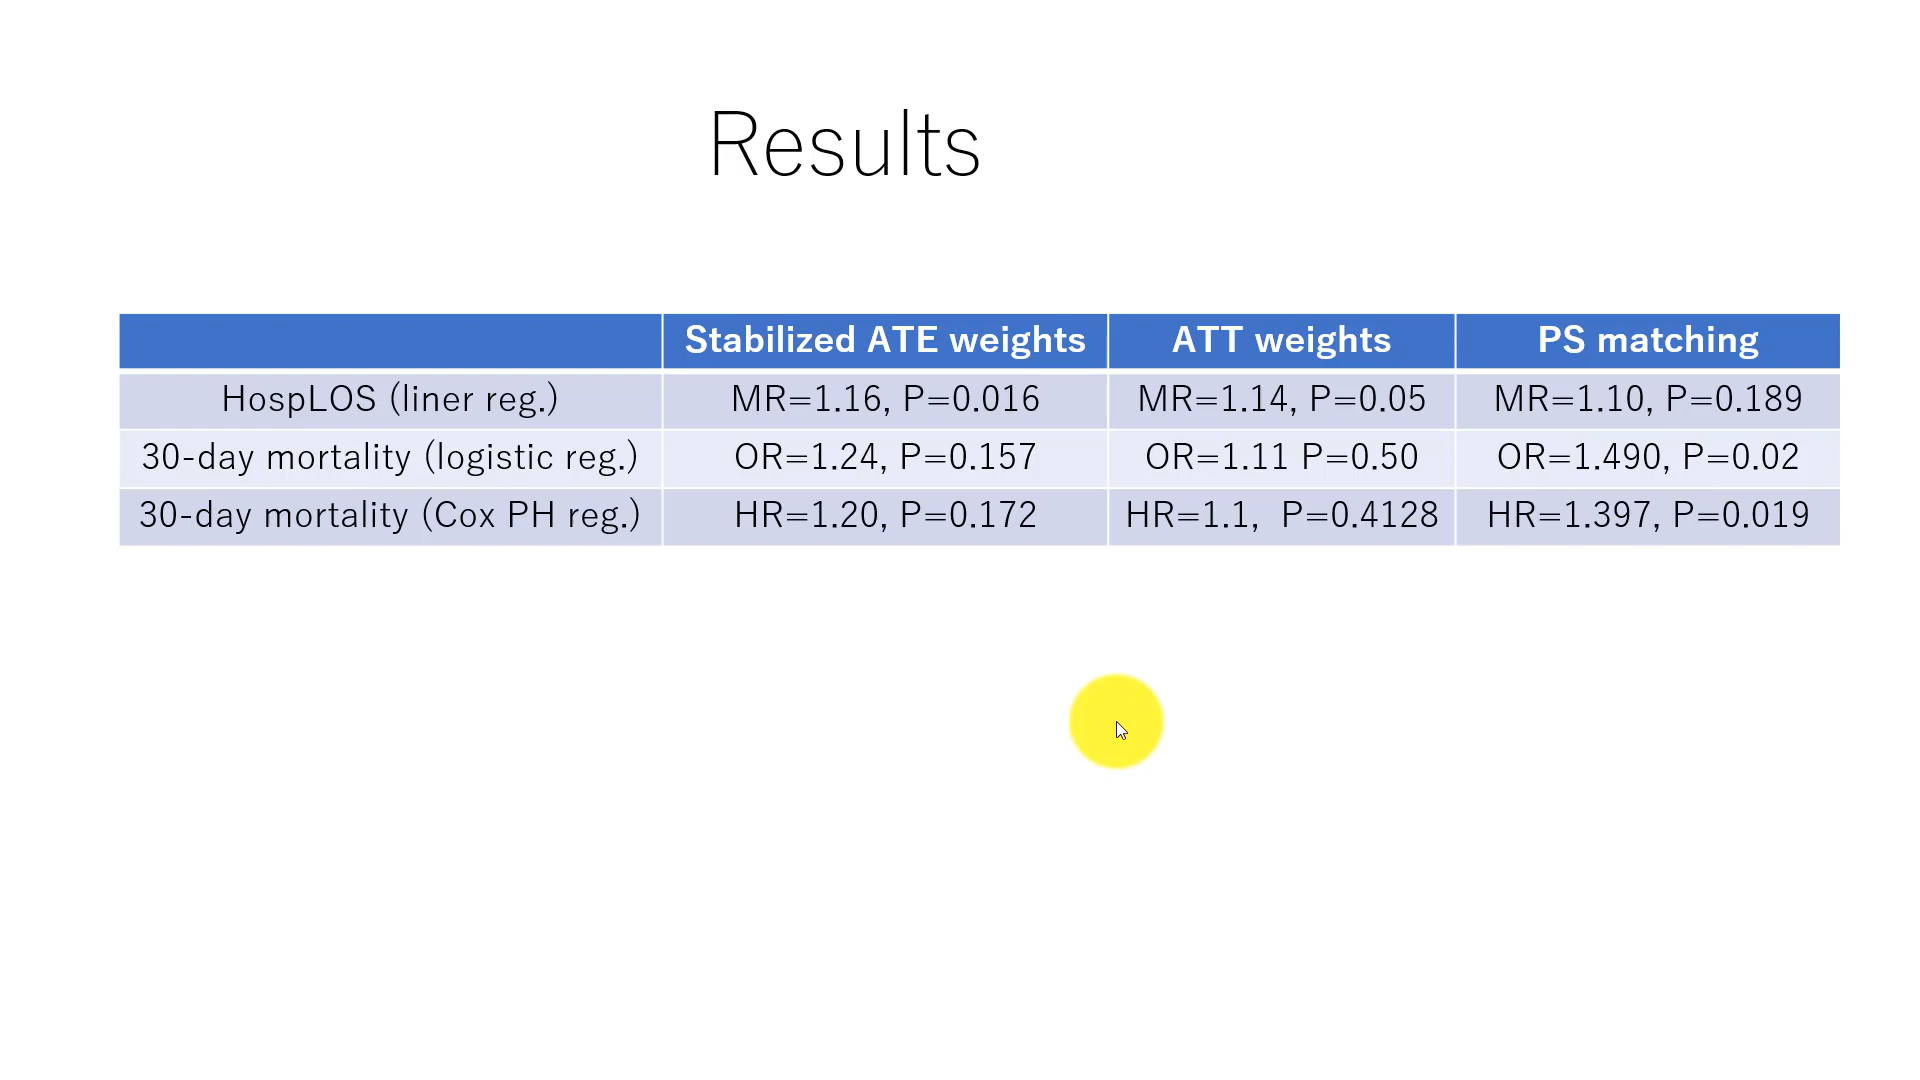 Results
Stabilized ATE weights ATT weights PS matching
HospLOS (liner reg.) MR=1.16, P=0.016 MR=1.14, P=0.05 MR=1.10, P=0.189
30-day mortality (logistic reg.) OR=1.24, P=0.157 OR=1.11 P=0.50 OR=1.490, P=0.02
30-day mortality (Cox PH reg.) HR=1.20, P=0.172 HR=1.1, P=0.4128 HR=1.397, P=0.019